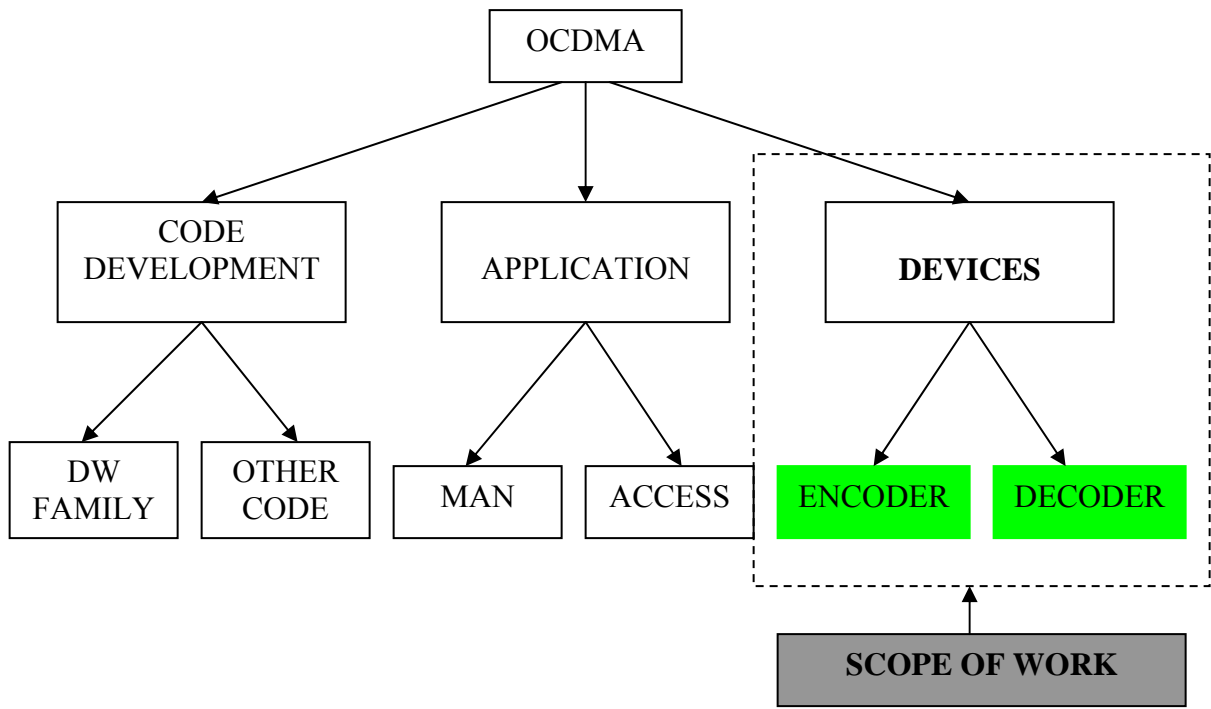 OCDMA
CODE
DEVELOPMENT
APPLICATION
DEVICES
DW
FAMILY
OTHER
CODE
MAN
ACCESS
ENCODER
DECODER
SCOPE OF WORK